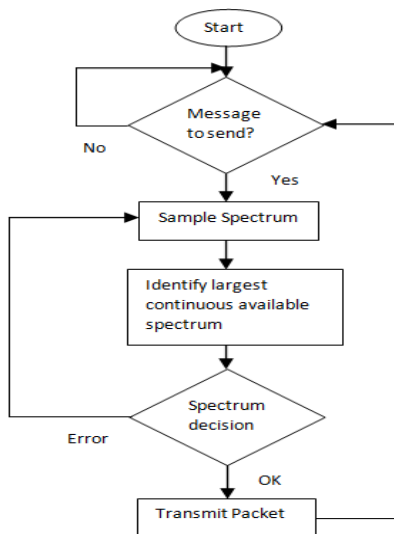 Start
Message
to send?
No
Yes
Sample Spectrum
Identify largest
continuous available
spectrum
Spectrum
decision
Error
OK
Transmit Packet